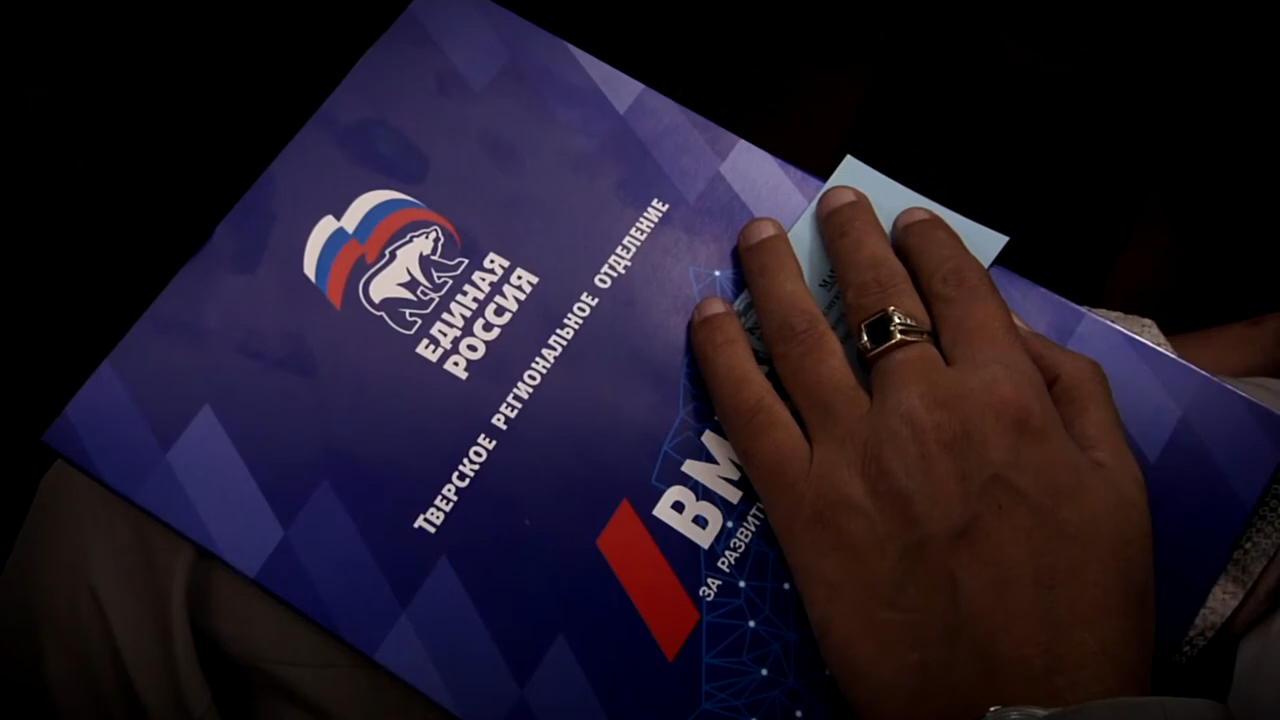 ЕДИНАЯ
РОССИЯ
Тверское региональное отделение
ВМ
ЗА РАЗВИТ